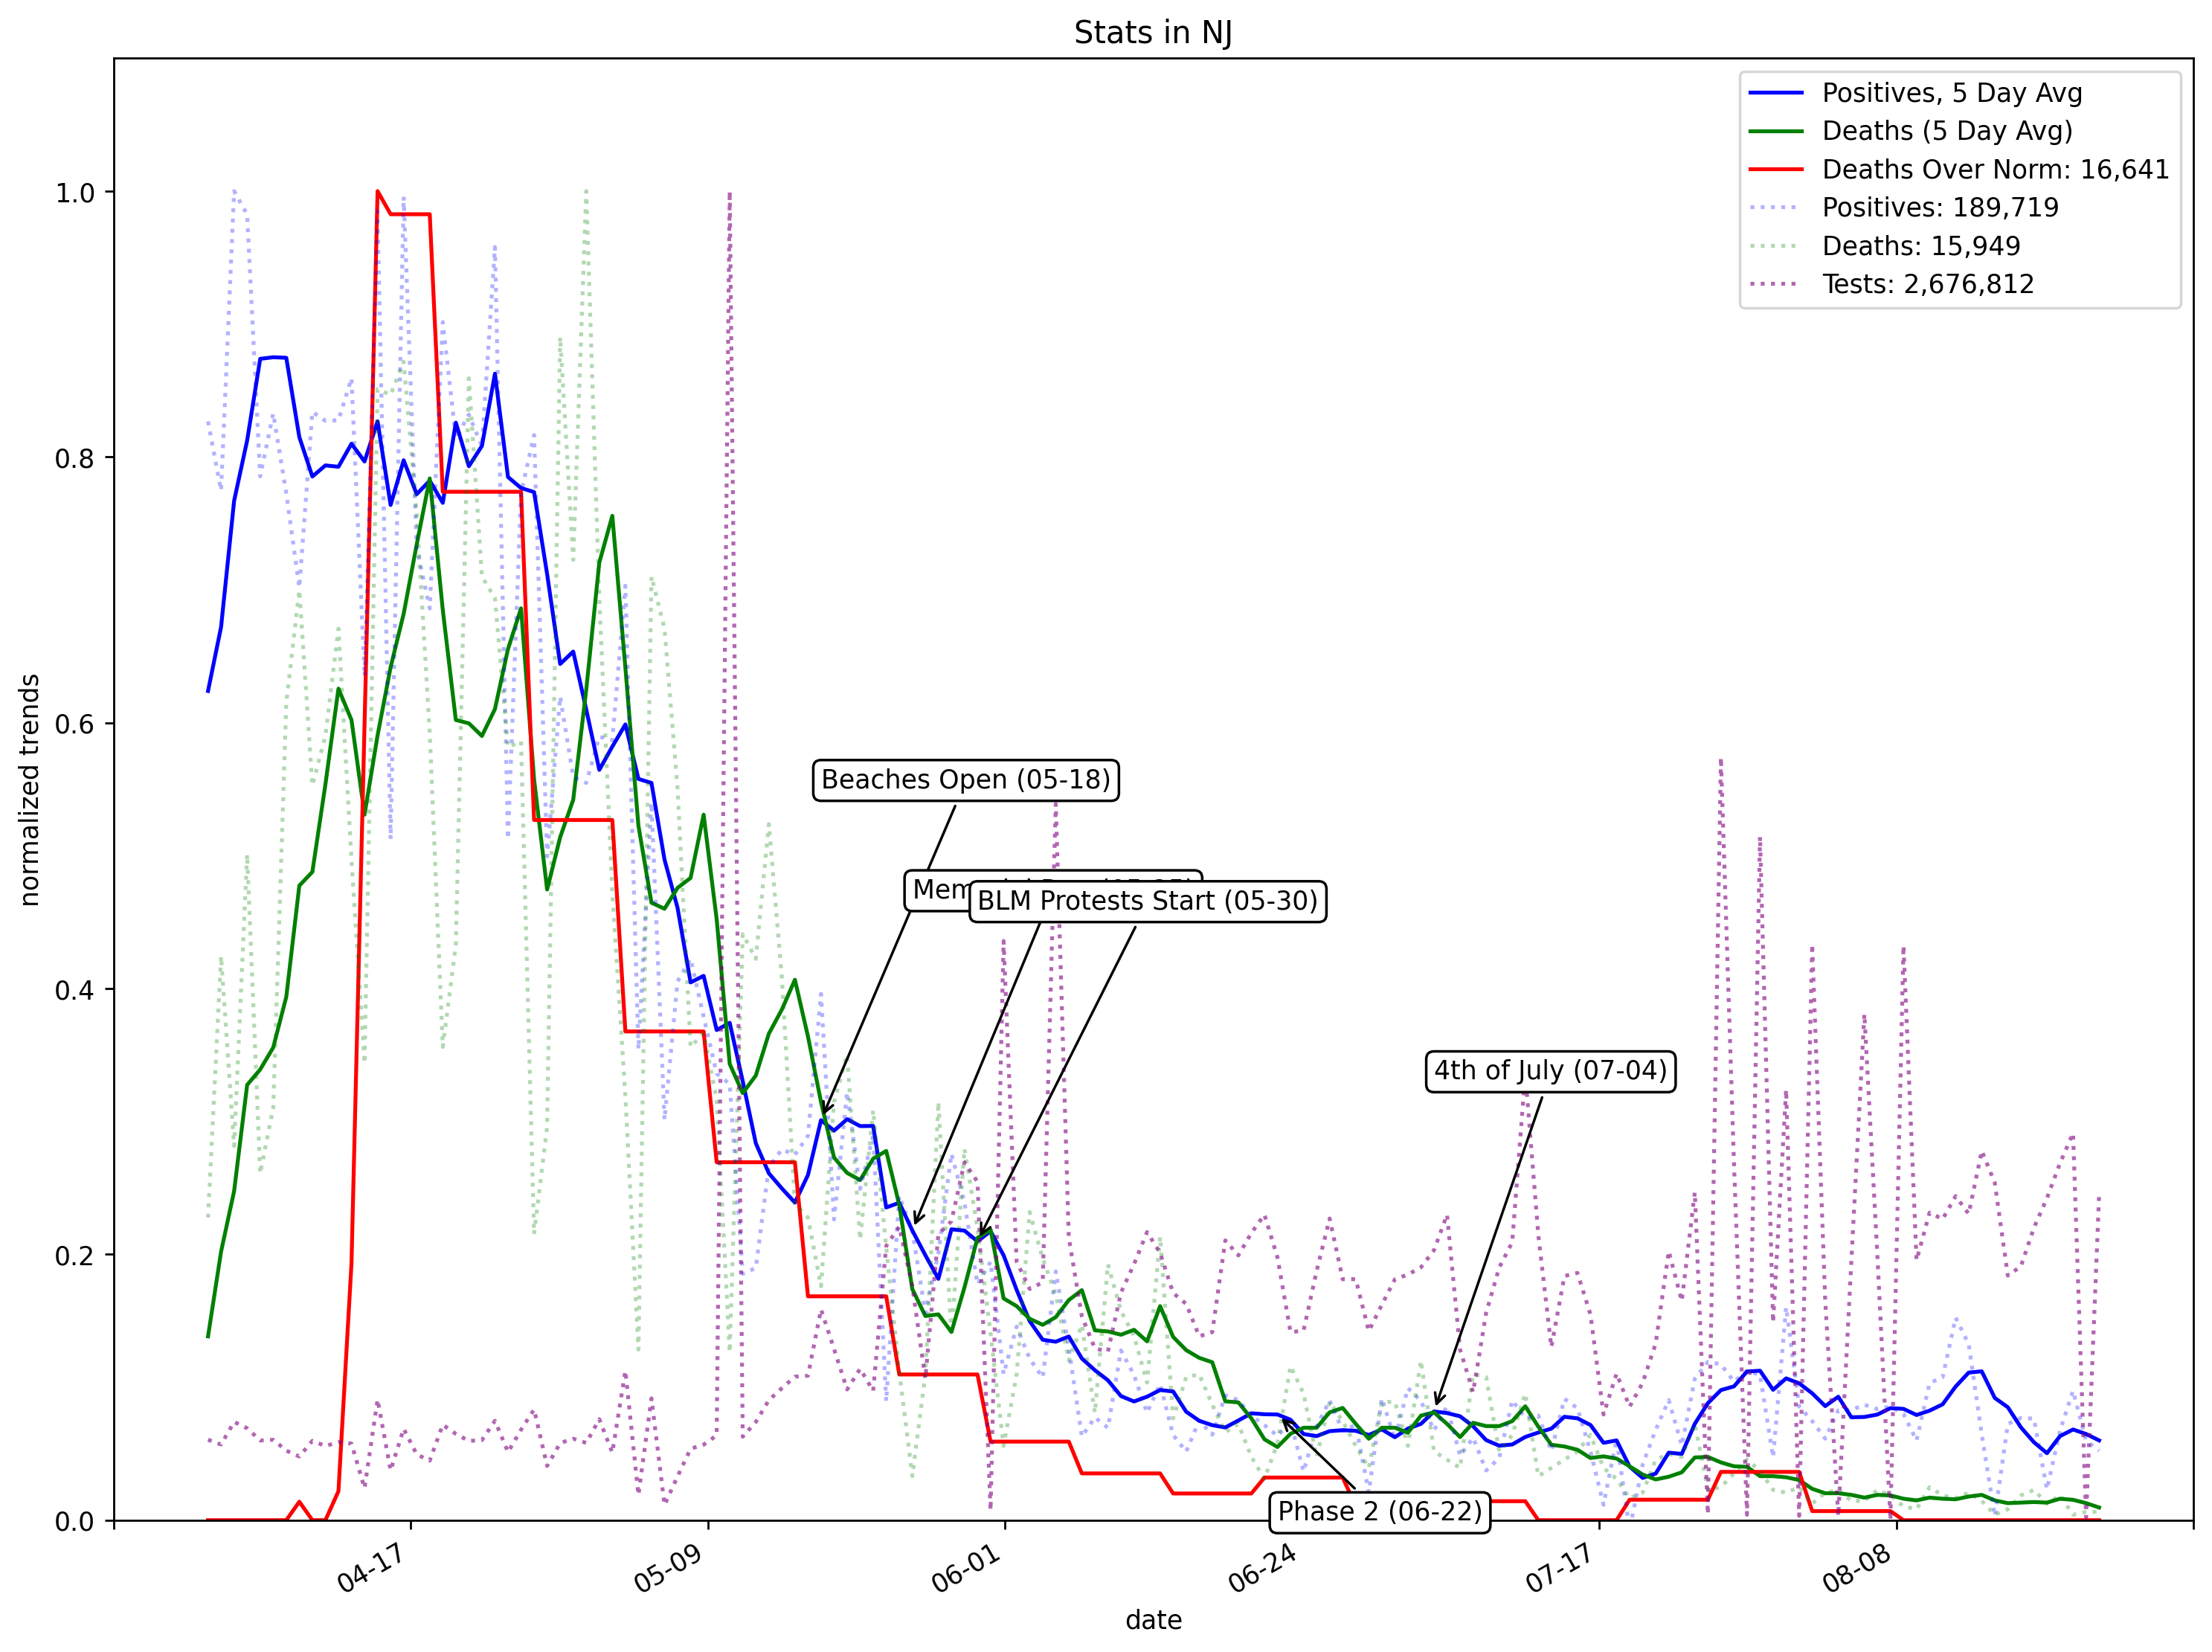 Stats in NJ
Positives, 5 Day Avg
Deaths (5 Day Avg)
Deaths Over Norm: 16,641
Positives: 189,719
Deaths: 15,949
Tests: 2,676,812
normalized trends
1.0
0.8
0.6
0.4
0.2
0.0
Beaches Open (05-18)
BLM Protests Start (05-30)
4th of July (07-04)
Phase 2 (06-22)
04-17
05-09
06-01
06-24
07-17
08-08
date